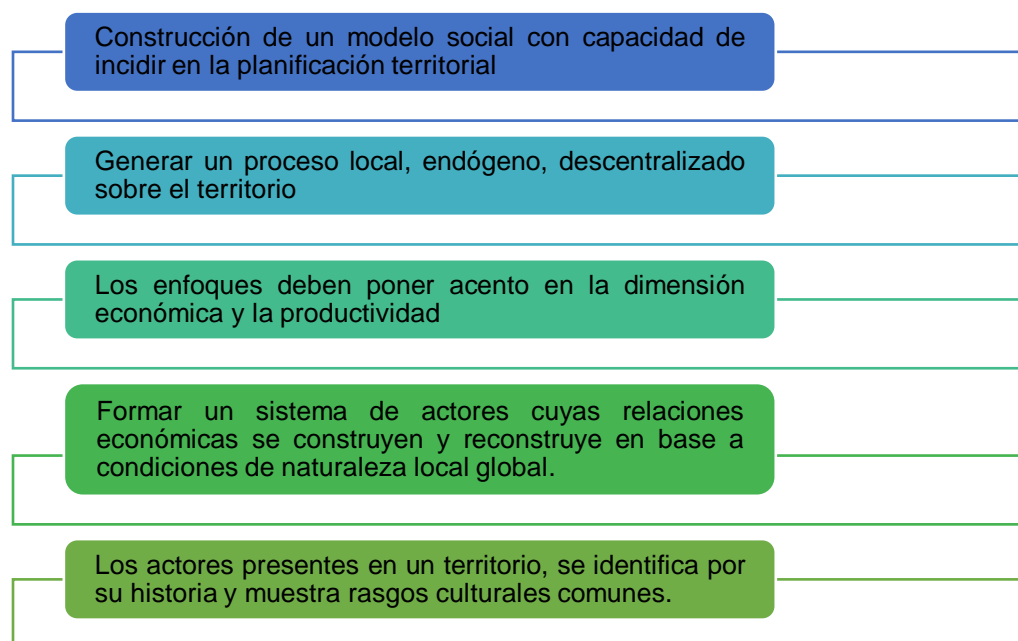 Construcción de un modelo social con capacidad de
incidir en la planificación territorial
Generar un proceso local, endógeno, descentralizado
sobre el territorio
Los enfoques deben poner acento en la dimensión
económica y la productividad
Formar un sistema de actores cuyas relaciones
económicas se construyen y reconstruye en base a
condiciones de naturaleza local global.
Los actores presentes en un territorio, se identifica por
su historia y muestra rasgos culturales comunes.